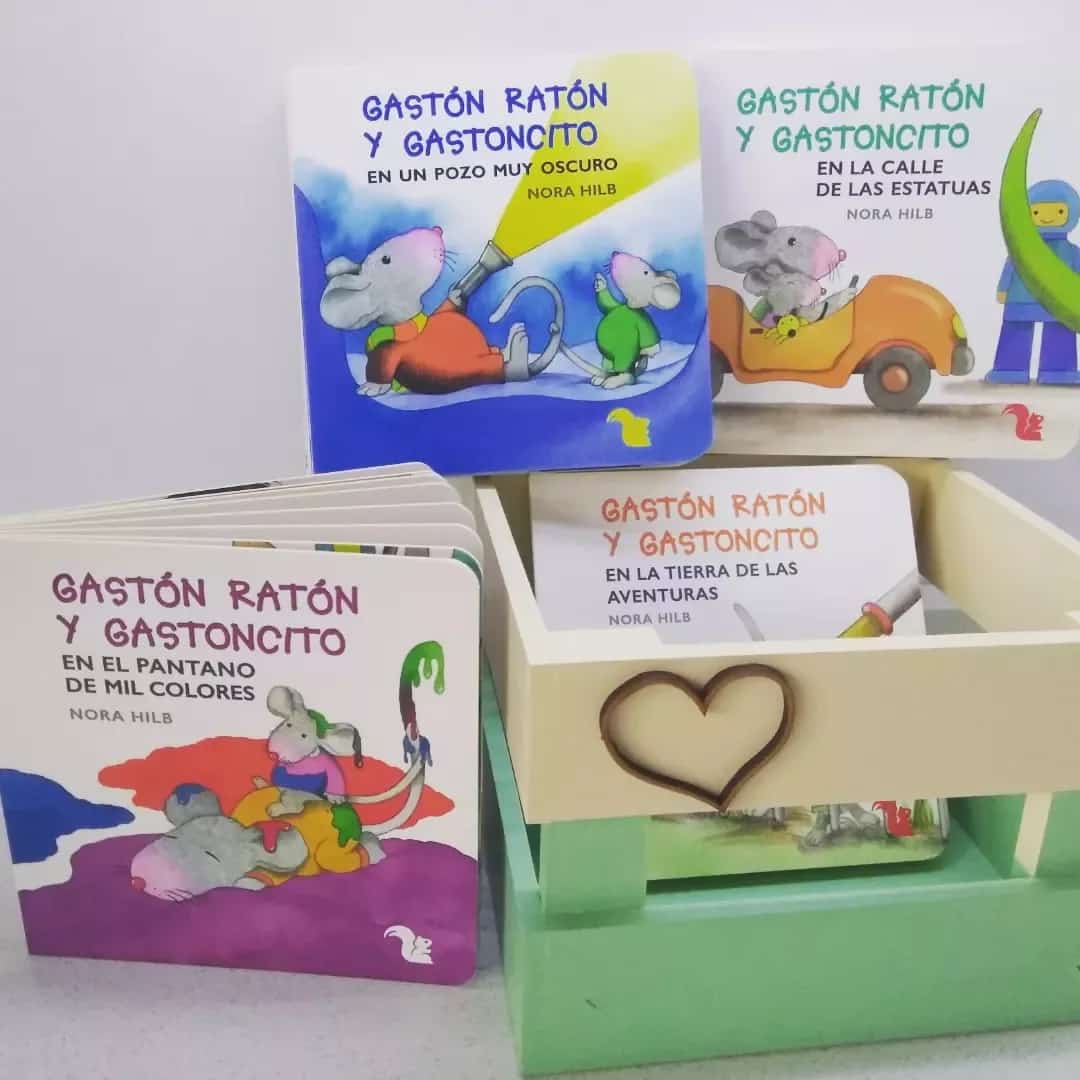 GASTÓN RATÓN
Y GASTONCITO
EN UN POZO MUY OSCURO
NORA HILB
GASTÓN RATÓN
Y GASTONCITO
EN LA CALLE
DE LAS ESTATUAS
NORA HILB
GASTÓN RATÓN
Y GASTONCITO
EN LA TIERRA DE LAS
AVENTURAS
NORA HILB
GASTÓN RATÓN
Y GASTONCITO
EN EL PANTANO
DE MIL COLORES
NORA HILB